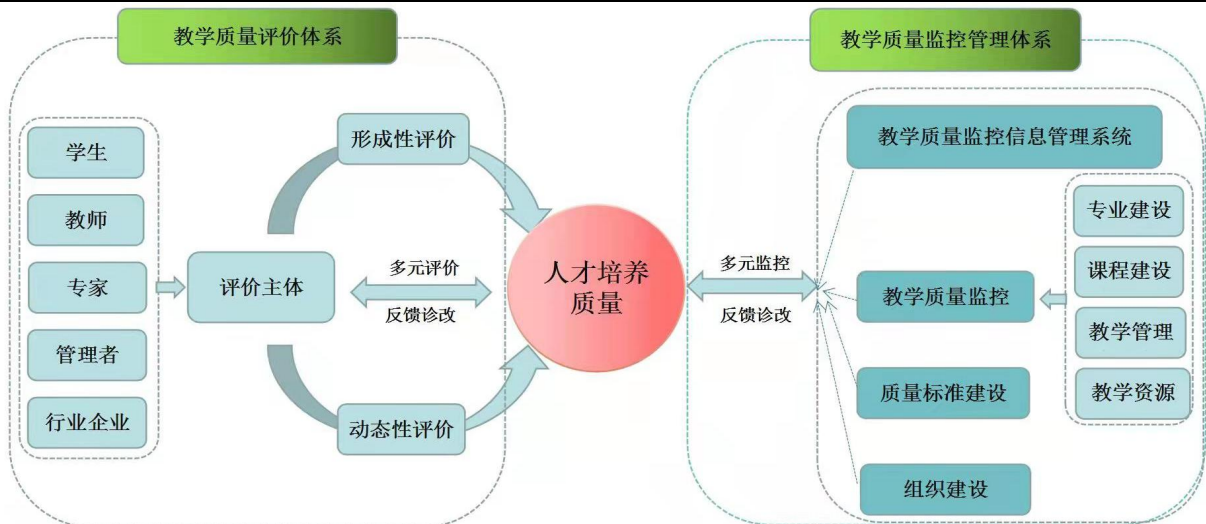 教学质量评价体系
教学质量监控管理体系
学生
教师
专家
管理者
行业企业
评价主体
形成性评价
动态性评价
多元评价
反馈诊改
人才培养
质量
多元监控
反馈诊改
教学质量监控信息管理系统
教学质量监控
质量标准建设
组织建设
专业建设
课程建设
教学管理
教学资源